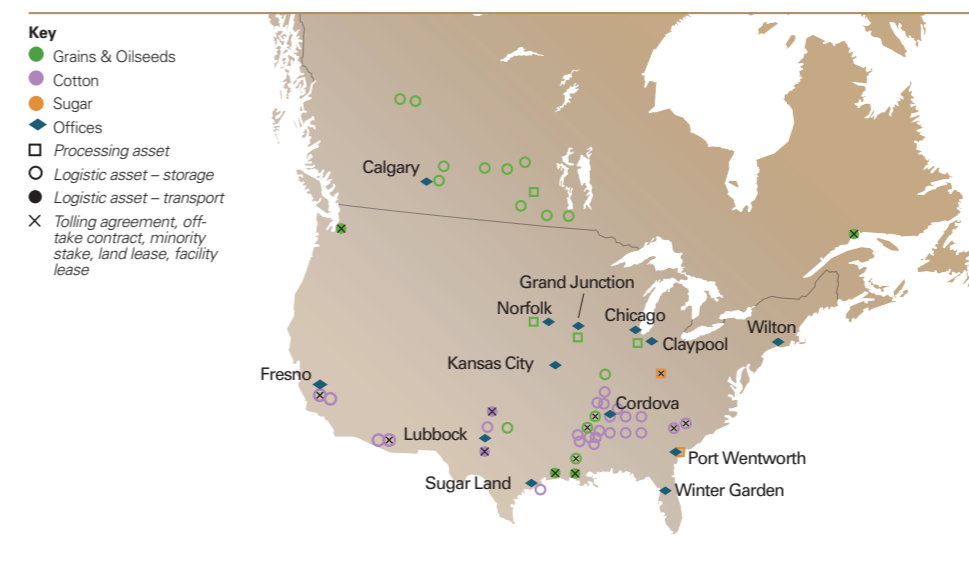 Key
Grains & Oilseeds
Cotton
Sugar
Offices
Processing asset
Logistic asset – storage
Logistic asset – transport
Tolling agreement, off-
take contract, minority
stake, land lease, facility
lease
Calgary
Grand Junction
Norfolk
Chicago
Wilton
Claypool
Kansas City
Fresno
Cordova
Lubbock
Port Wentworth
Sugar Land
Winter Garden